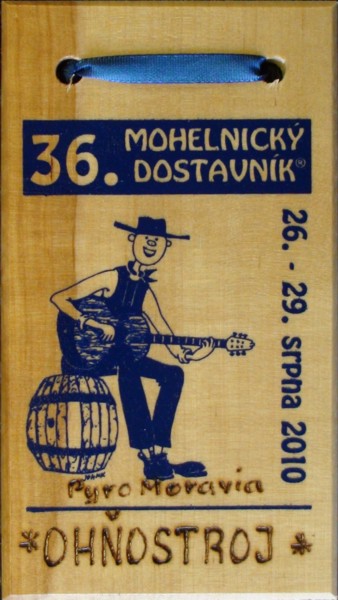 36. MOHELNICKÝ
DOSTAVNÍK®
26. - 29. srpna 2010
Pyro Moravia
*OHŇOSTROJ *